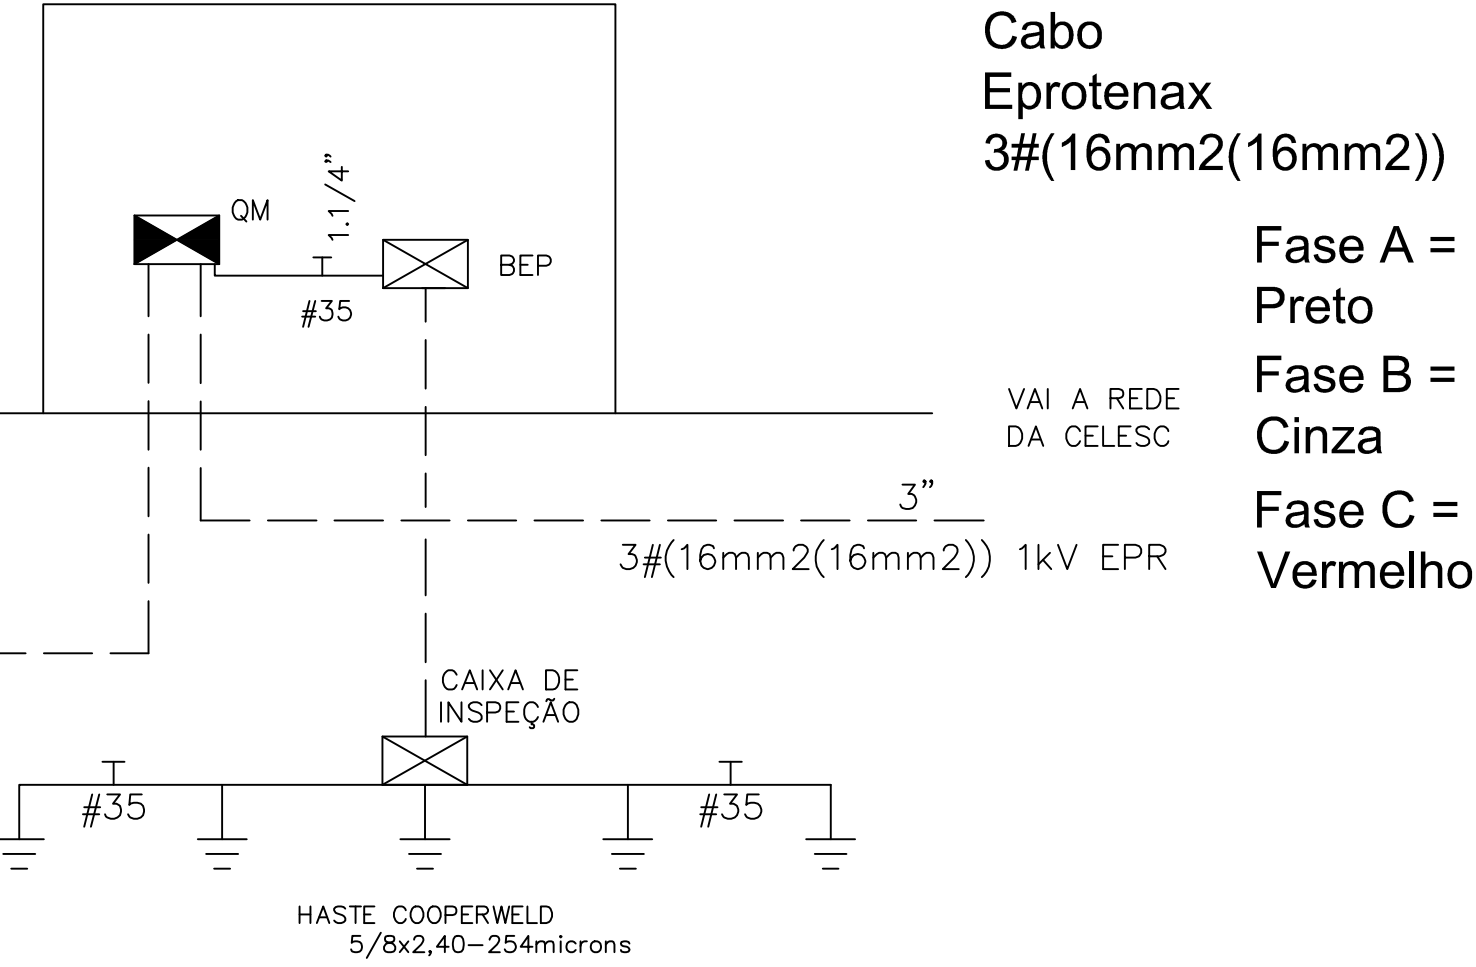 Cabo
Eprotenax
3#(16mm2(16mm2))
1.1/4”
QM
BEP
#35
Fase A =
Preto
Fase B =
Cinza
Fase C =
Vermelho
VAI A REDE
DA CELESC
3”
3#(16mm2(16mm2)) 1kV EPR
CAIXA DE
INSPEÇÃO
#35
#35
HASTE COOPERWELD
5/8x2,40-254microns